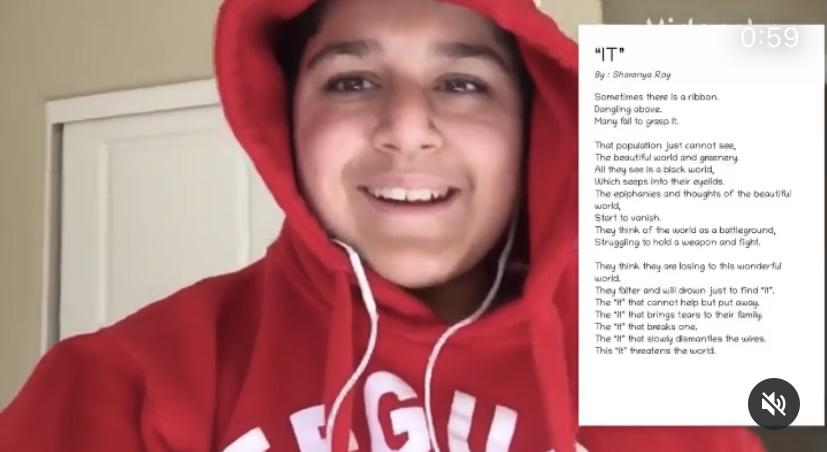 0:59
"IT"
By : Sharanya Roy
Sometimes there is a ribbon.
Dangling above.
Many fail to grasp it.
That population just cannot see,
The beautiful world and greenery.
All they see is a black world,
Which seeps into their eyelids.
The epiphanies and thoughts of the beautiful
world,
Start to vanish.
They think of the world as a battleground,
Struggling to hold a weapon and fight.
They think they are losing to this wonderful
world.
They falter and will drown just to find "it".
The "it" that cannot help but put away.
The "it" that brings tears to their family.
The "it" that breaks one.
The "it" that slowly dismantles the wires.
This "it" threatens the world.